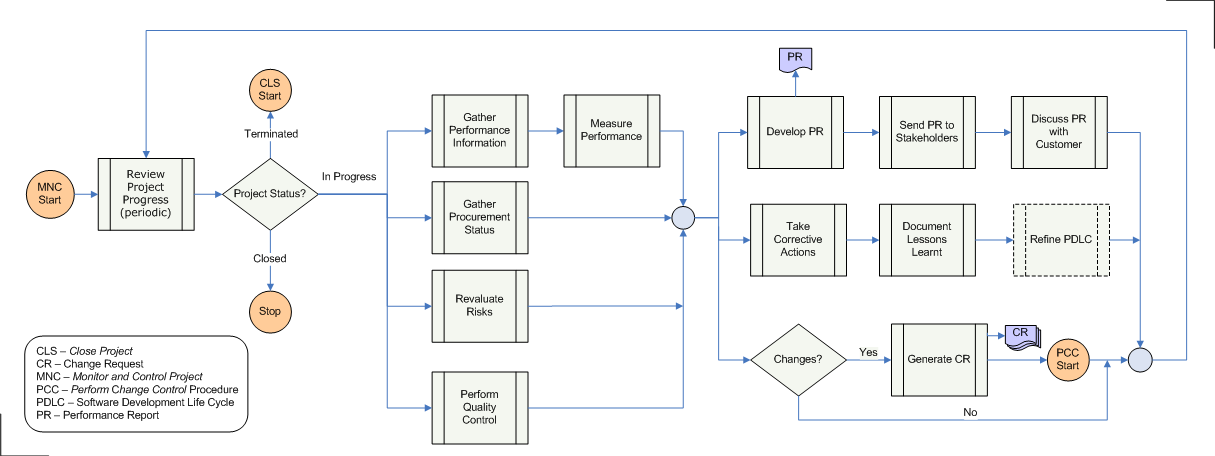 PR
CLS
Start
Terminated
Gather
Performance
Information
Measure
Performance
Develop PR
Send PR to
Stakeholders
Discuss PR
with
Customer
MNC
Start
Review
Project
Progress
(periodic)
Project Status?
In Progress
Gather
Procurement
Status
Take
Corrective
Actions
Document
Lessons
Learnt
Refine PDLC
Closed
Stop
Revaluate
Risks
Changes?
Yes
Generate CR
CR
PCC
Start
No
Perform
Quality
Control
CLS – Close Project
CR – Change Request
MNC – Monitor and Control Project
PCC – Perform Change Control Procedure
PDLC – Software Development Life Cycle
PR – Performance Report